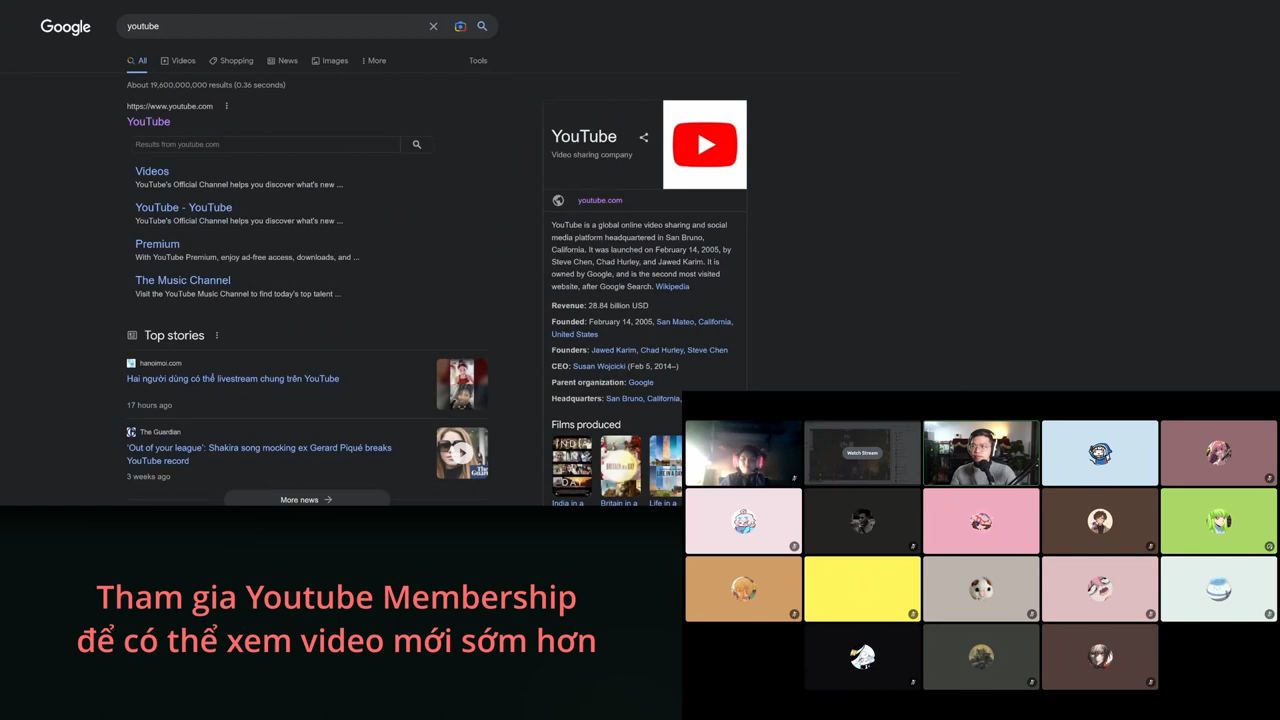 Google
youtube
All
Videos
Shopping
News
Images
More
Tools
About 19,600,000,000 results (0.36 seconds)
https://www.youtube.com
YouTube
Results from youtube.com
Videos
YouTube's Official Channel helps you discover what's new ...
YouTube - YouTube
YouTube's Official Channel helps you discover what's new ...
Premium
With YouTube Premium, enjoy ad-free access, downloads, and ...
The Music Channel
Visit the YouTube Music Channel to find today's top talent ...
Top stories
hanoimoi.com
Hai người dùng có thể livestream chung trên YouTube
17 hours ago
The Guardian
'Out of your league': Shakira song mocking ex Gerard Piqué breaks
YouTube record
3 weeks ago
More news
YouTube
Video sharing company
youtube.com
YouTube is a global online video sharing and social
media platform headquartered in San Bruno,
California. It was launched on February 14, 2005, by
Steve Chen, Chad Hurley, and Jawed Karim. It is
owned by Google, and is the second most visited
website, after Google Search. Wikipedia
Revenue: 28.84 billion USD
Founded: February 14, 2005, San Mateo, California,
United States
Founders: Jawed Karim, Chad Hurley, Steve Chen
CEO: Susan Wojcicki (Feb 5, 2014–)
Parent organization: Google
Headquarters: San Bruno, California,
Films produced
INDIA
IN A
DAY
BRITAIN
IN A DAY
LIFE IN A
India in a
Britain in
Life in a
Watch Stream
Tham gia Youtube Membership
để có thể xem video mới sớm hơn